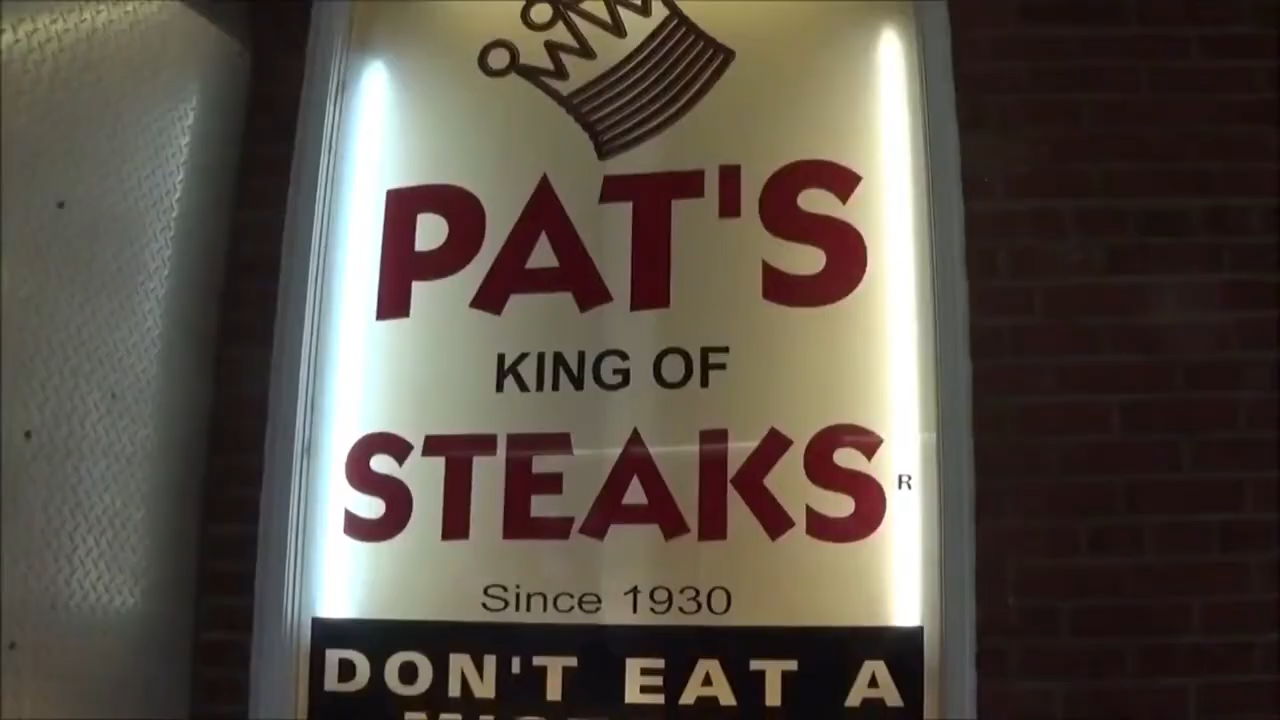 PAT'S
KING OF
STEAKS R
Since 1930
DON'T EAT A